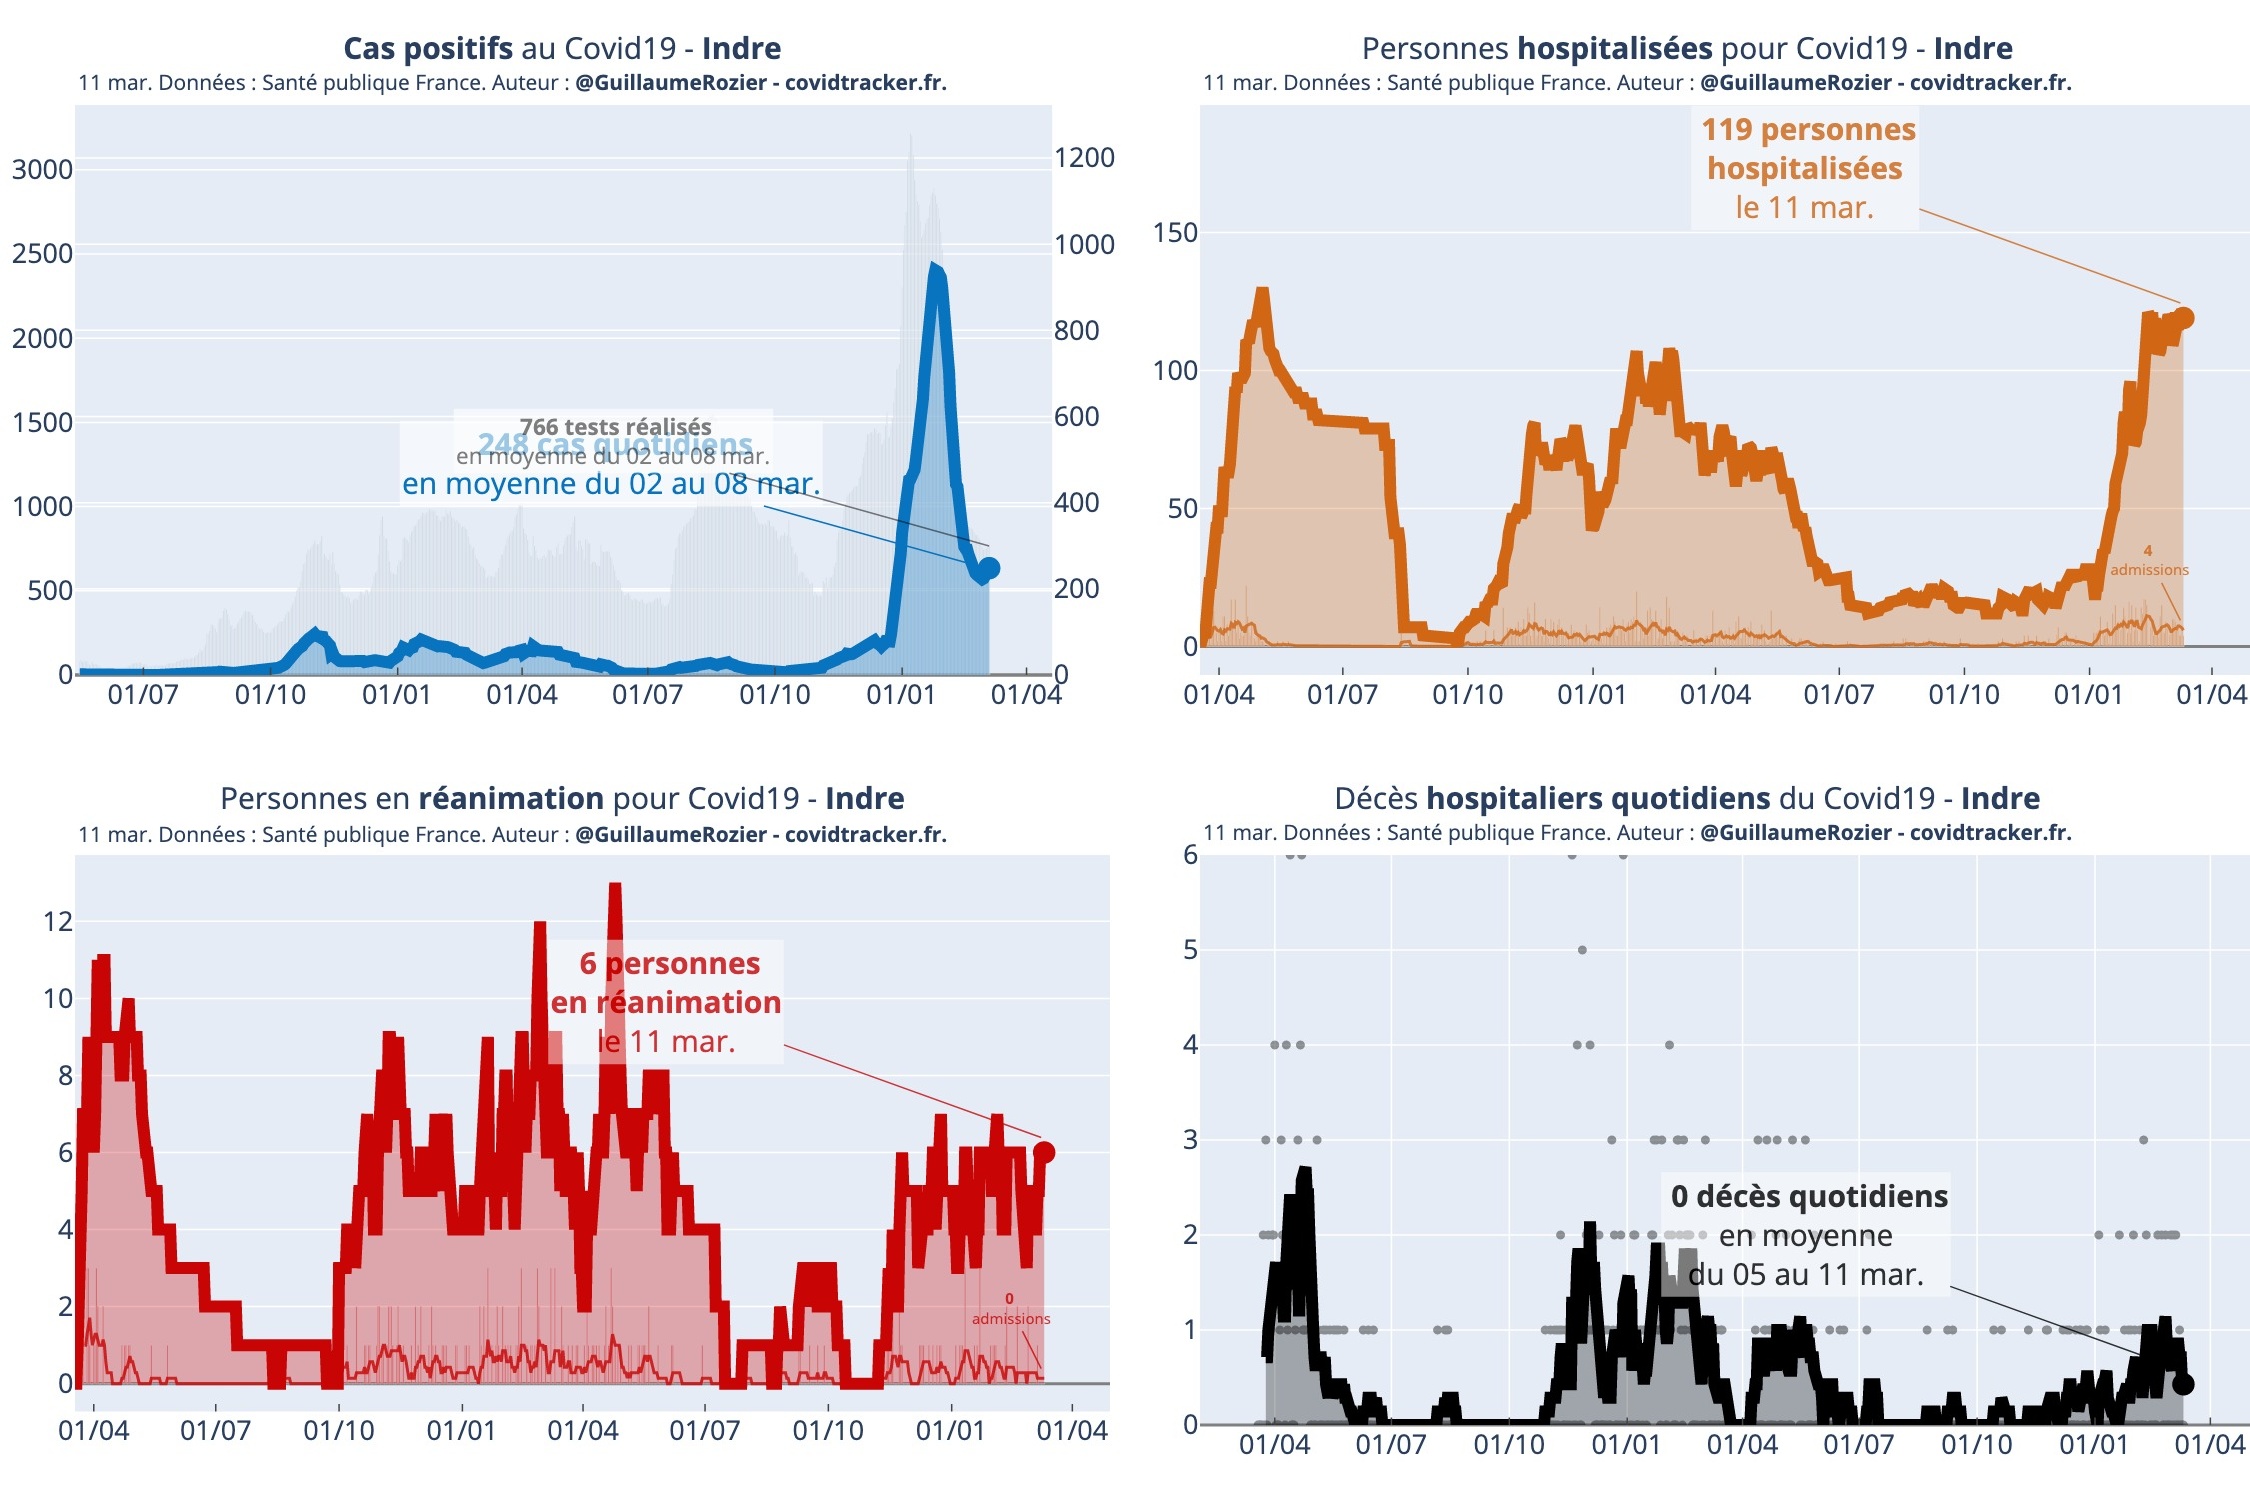 Cas positifs au Covid19 - Indre
11 mar. Données : Santé publique France. Auteur : @GuillaumeRozier - covidtracker.fr.
3000
2500
2000
1500
1000
500
0
1200
1000
800
600
400
200
0
766 tests réalisés
en moyenne du 02 au 08 mar.
248 cas quotidiens
en moyenne du 02 au 08 mar.
01/07 01/10 01/01 01/04 01/07 01/10 01/01 01/04
Personnes hospitalisées pour Covid19 - Indre
11 mar. Données : Santé publique France. Auteur : @GuillaumeRozier - covidtracker.fr.
119 personnes
hospitalisées
le 11 mar.
150
100
50
0
4
admissions
01/04 01/07 01/10 01/01 01/04 01/07 01/10 01/01 01/04
Personnes en réanimation pour Covid19 - Indre
11 mar. Données : Santé publique France. Auteur : @GuillaumeRozier - covidtracker.fr.
12
10
8
6
4
2
0
6 personnes
en réanimation
le 11 mar.
0
admissions
01/04 01/07 01/10 01/01 01/04 01/07 01/10 01/01 01/04
Décès hospitaliers quotidiens du Covid19 - Indre
11 mar. Données : Santé publique France. Auteur : @GuillaumeRozier - covidtracker.fr.
6
5
4
3
2
1
0
0 décès quotidiens
en moyenne
du 05 au 11 mar.
01/04 01/07 01/10 01/01 01/04 01/07 01/10 01/01 01/04